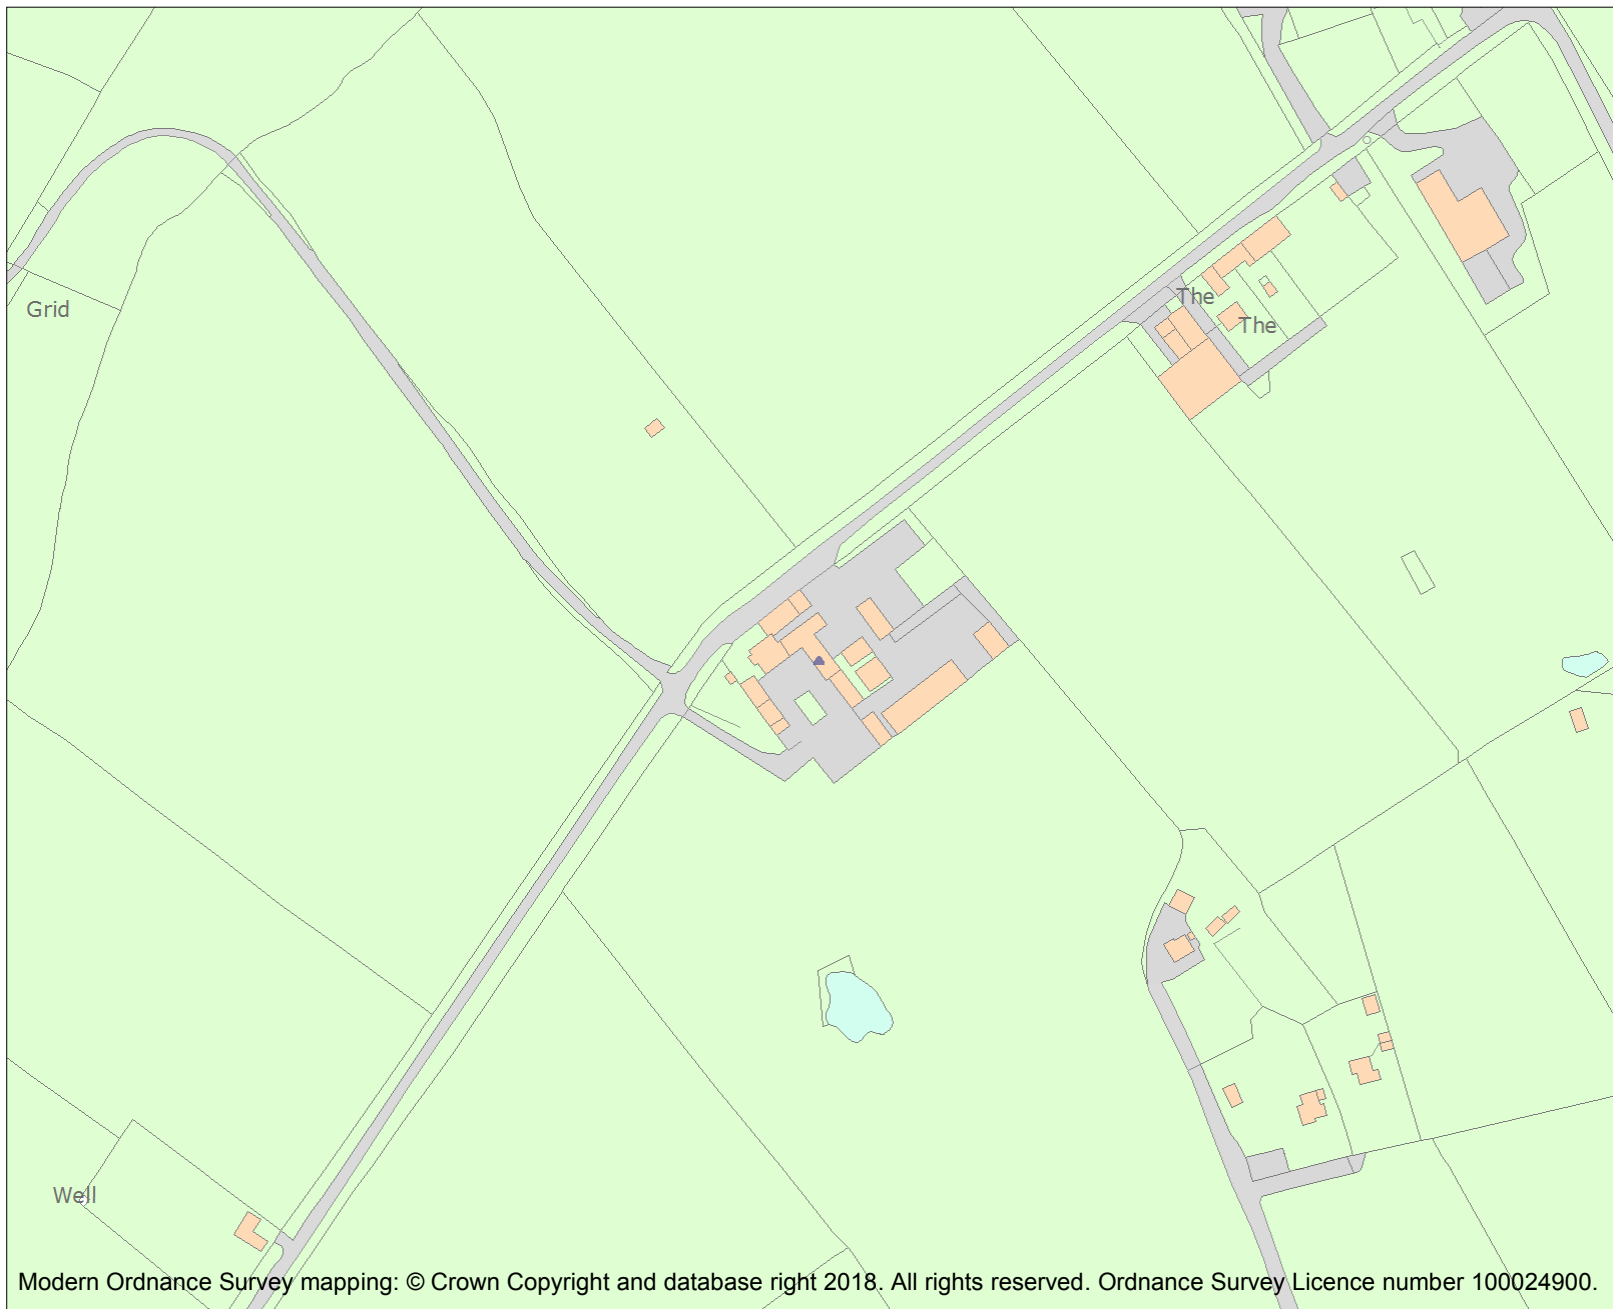 The
Grid
The
Well
Modern Ordnance Survey mapping: © Crown Copyright and database right 2018. All rights reserved. Ordnance Survey Licence number 100024900.